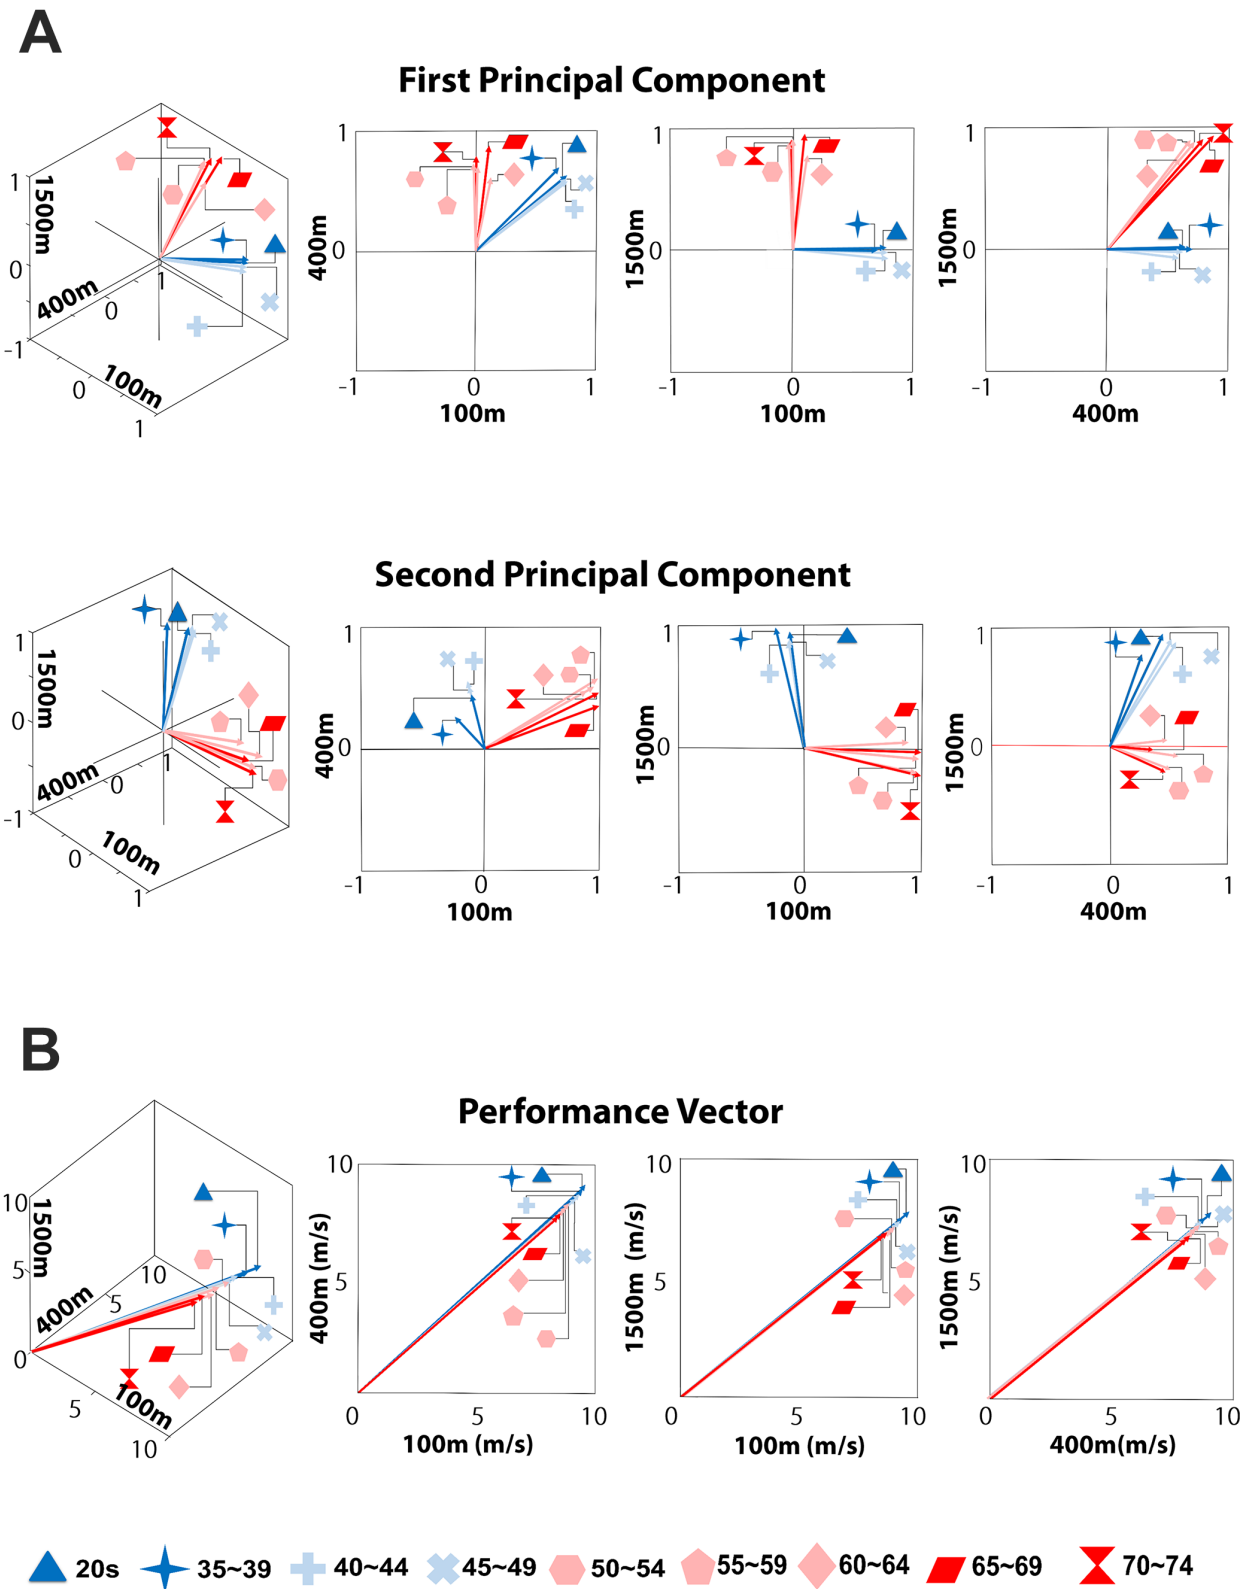 A
First Principal Component
1
1500m
0
-1
400m
0
1
0
100m
1
1
400m
0
-1
0
1
100m
1
1500m
0
-1
0
1
100m
1
1500m
0
-1
0
1
400m
Second Principal Component
1
1500m
0
-1
400m
0
1
0
100m
1
1
400m
0
-1
0
1
100m
1
1500m
0
-1
0
1
100m
1
1500m
0
-1
0
1
400m
B
Performance Vector
10
1500m
5
0
400m
5
10
5
100m
10
10
400m (m/s)
5
0
5
10
100m (m/s)
10
1500m (m/s)
5
0
5
10
100m (m/s)
10
1500m (m/s)
5
0
5
10
400m(m/s)
20s
35~39
40~44
45~49
50~54
55~59
60~64
65~69
70~74